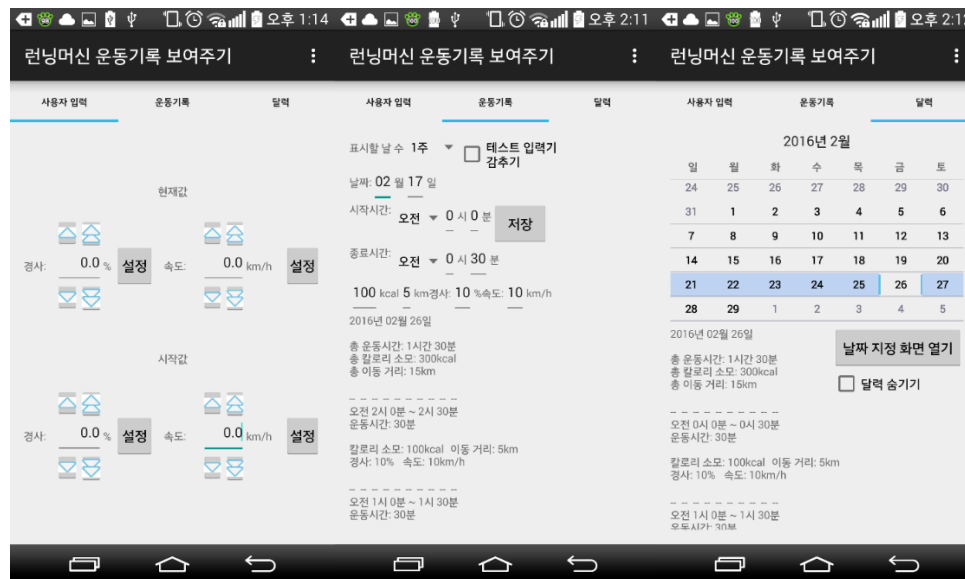 오후 1:14
런닝머신 운동기록 보여주기
사용자 입력 운동기록 달력
현재값
경사: 0.0 % 설정 속도: 0.0 km/h 설정
시작값
경사: 0.0 % 설정 속도: 0.0 km/h 설정
오후 2:11
런닝머신 운동기록 보여주기
사용자 입력 운동기록 달력
표시할 날 수 1주 테스트 입력기
감추기
날짜: 02 월 17 일
시작시간: 오전 0 시 0 분 저장
종료시간: 오전 0 시 30 분
100 kcal 5 km경사: 10 %속도: 10 km/h
2016년 02월 26일
총 운동시간: 1시간 30분
총 칼로리 소모: 300kcal
총 이동 거리: 15km
_ _ _ _ _ _ _ _ _ _
오전 2시 0분 ~ 2시 30분
운동시간: 30분
칼로리 소모: 100kcal 이동 거리: 5km
경사: 10% 속도: 10km/h
_ _ _ _ _ _ _ _ _ _
오전 1시 0분 ~ 1시 30분
운동시간: 30분
오후 2:12
런닝머신 운동기록 보여주기
사용자 입력 운동기록 달력
2016년 2월
일 월 화 수 목 금 토
24 25 26 27 28 29 30
31 1 2 3 4 5 6
7 8 9 10 11 12 13
14 15 16 17 18 19 20
21 22 23 24 25 26 27
28 29 1 2 3 4 5
2016년 02월 26일
날짜 지정 화면 열기
총 운동시간: 1시간 30분
총 칼로리 소모: 300kcal
총 이동 거리: 15km
달력 숨기기
_ _ _ _ _ _ _ _ _ _
오전 0시 0분 ~ 0시 30분
운동시간: 30분
칼로리 소모: 100kcal 이동 거리: 5km
경사: 10% 속도: 10km/h
_ _ _ _ _ _ _ _ _ _
오전 1시 0분 ~ 1시 30분
운동시간: 30분